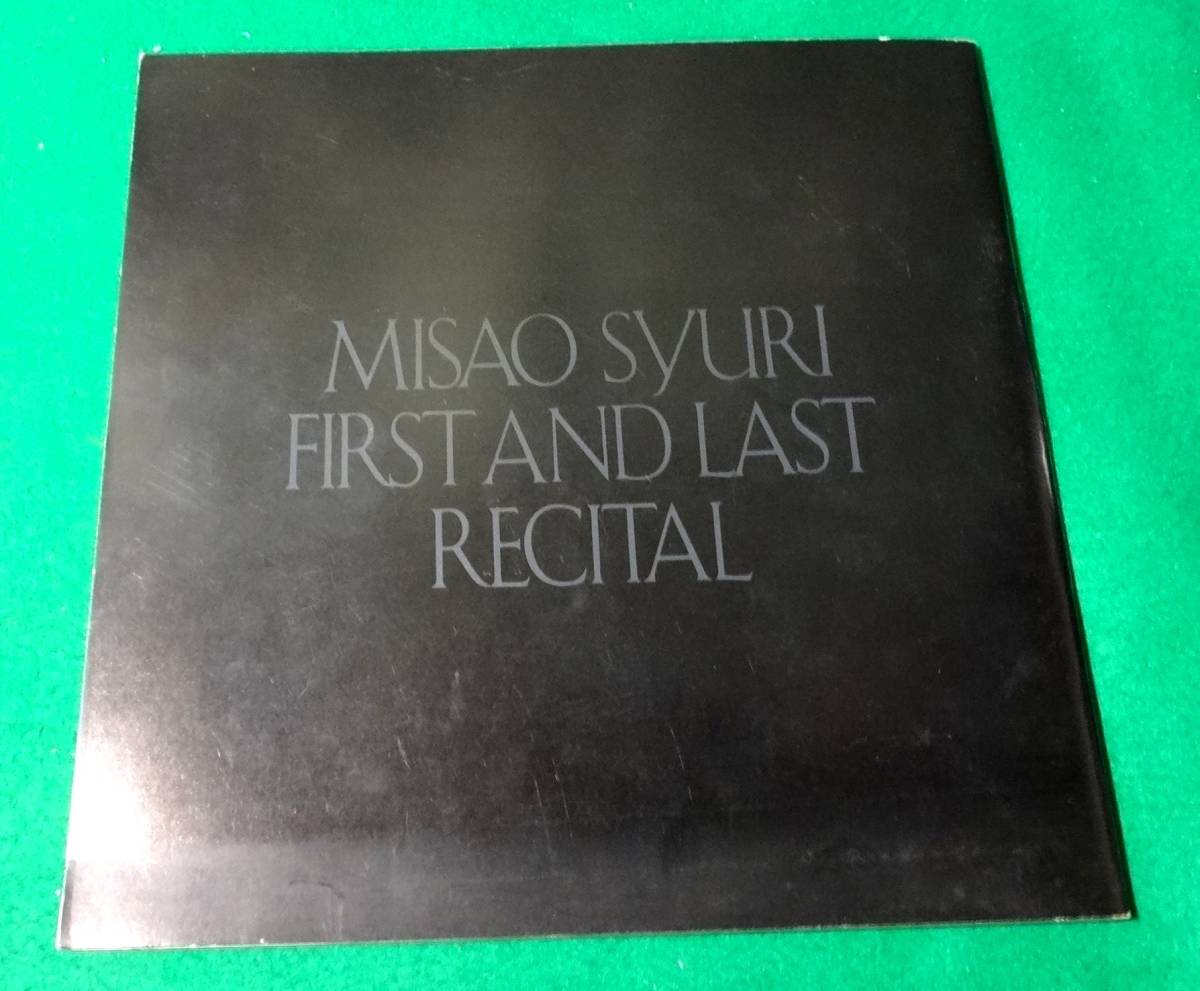 MISAO SYURI
FIRST AND LAST
RECITAL